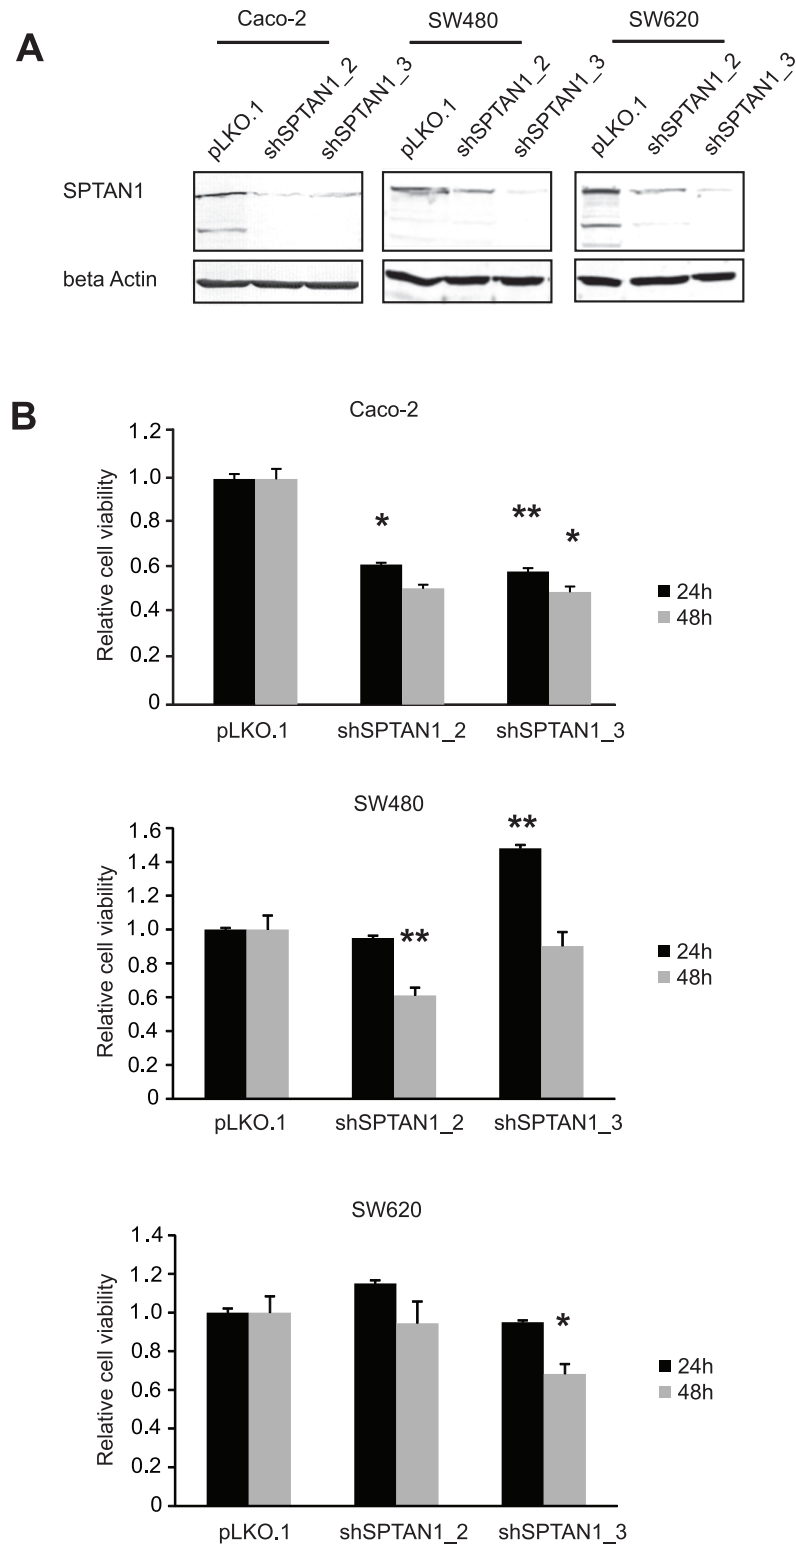 A
Caco-2 SW480 SW620
pLKO.1 shSPTAN1_2 shSPTAN1_3 pLKO.1 shSPTAN1_2 shSPTAN1_3 pLKO.1 shSPTAN1_2 shSPTAN1_3
SPTAN1
beta Actin
B
Caco-2
Relative cell viability
1.2
1.0
0.8
0.6
0.4
0.2
0
* ** *
24h
48h
pLKO.1 shSPTAN1_2 shSPTAN1_3
SW480
Relative cell viability
1.6
1.4
1.2
1.0
0.8
0.6
0.4
0.2
0
** **
24h
48h
pLKO.1 shSPTAN1_2 shSPTAN1_3
SW620
Relative cell viability
1.4
1.2
1.0
0.8
0.6
0.4
0.2
0
*
24h
48h
pLKO.1 shSPTAN1_2 shSPTAN1_3